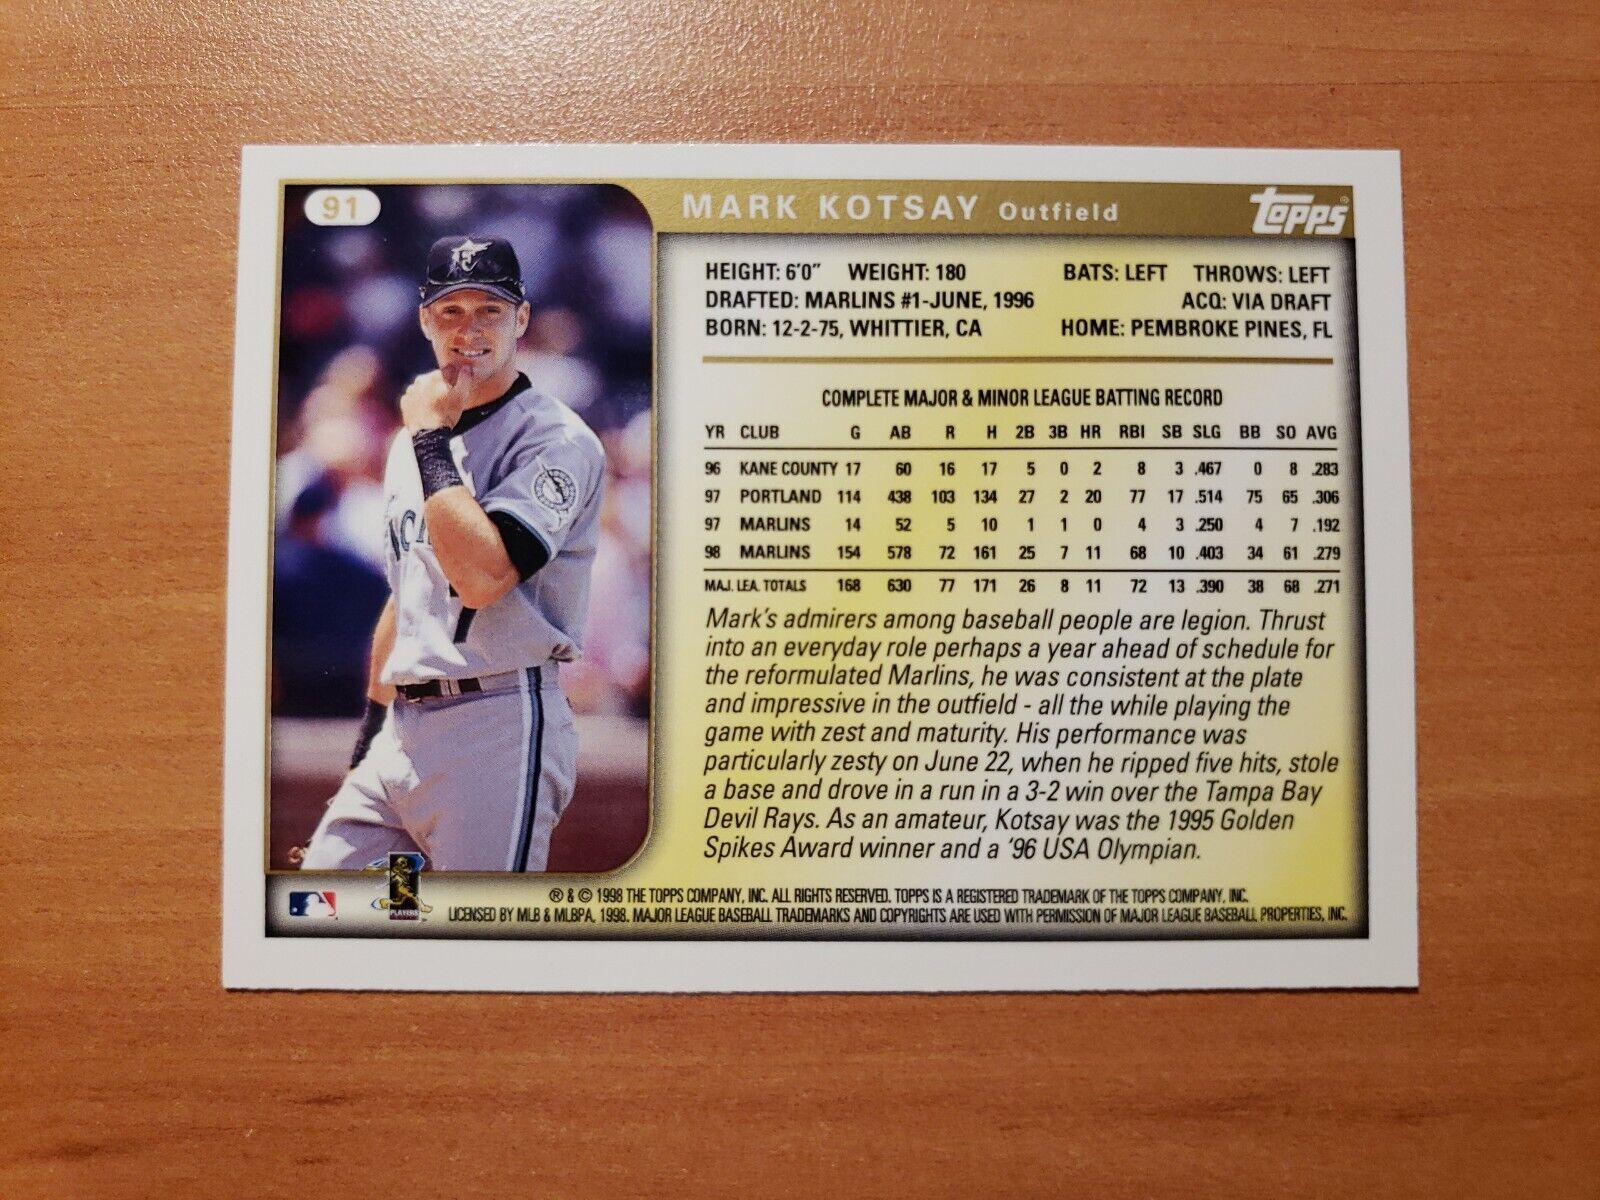 91
MARK KOTSAY Outfield
TOPPS®
HEIGHT: 6'0" WEIGHT: 180 BATS: LEFT THROWS: LEFT
DRAFTED: MARLINS #1-JUNE, 1996 ACQ: VIA DRAFT
BORN: 12-2-75, WHITTIER, CA HOME: PEMBROKE PINES, FL
COMPLETE MAJOR & MINOR LEAGUE BATTING RECORD
YR CLUB G AB R H 2B 3B HR RBI SB SLG BB SO AVG
96 KANE COUNTY 17 60 16 17 5 0 2 8 3 .467 0 8 .283
97 PORTLAND 114 438 103 134 27 2 20 77 17 .514 75 65 .306
97 MARLINS 14 52 5 10 1 1 0 4 3 .250 4 7 .192
98 MARLINS 154 578 72 161 25 7 11 68 10 .403 34 61 .279
MAJ. LEA. TOTALS 168 630 77 171 26 8 11 72 13 .390 38 68 .271
Mark's admirers among baseball people are legion. Thrust
into an everyday role perhaps a year ahead of schedule for
the reformulated Marlins, he was consistent at the plate
and impressive in the outfield - all the while playing the
game with zest and maturity. His performance was
particularly zesty on June 22, when he ripped five hits, stole
a base and drove in a run in a 3-2 win over the Tampa Bay
Devil Rays. As an amateur, Kotsay was the 1995 Golden
Spikes Award winner and a '96 USA Olympian.
PLAYERS
® & © 1998 THE TOPPS COMPANY, INC. ALL RIGHTS RESERVED. TOPPS IS A REGISTERED TRADEMARK OF THE TOPPS COMPANY, INC.
LICENSED BY MLB & MLBPA, 1998. MAJOR LEAGUE BASEBALL TRADEMARKS AND COPYRIGHTS ARE USED WITH PERMISSION OF MAJOR LEAGUE BASEBALL PROPERTIES, INC.